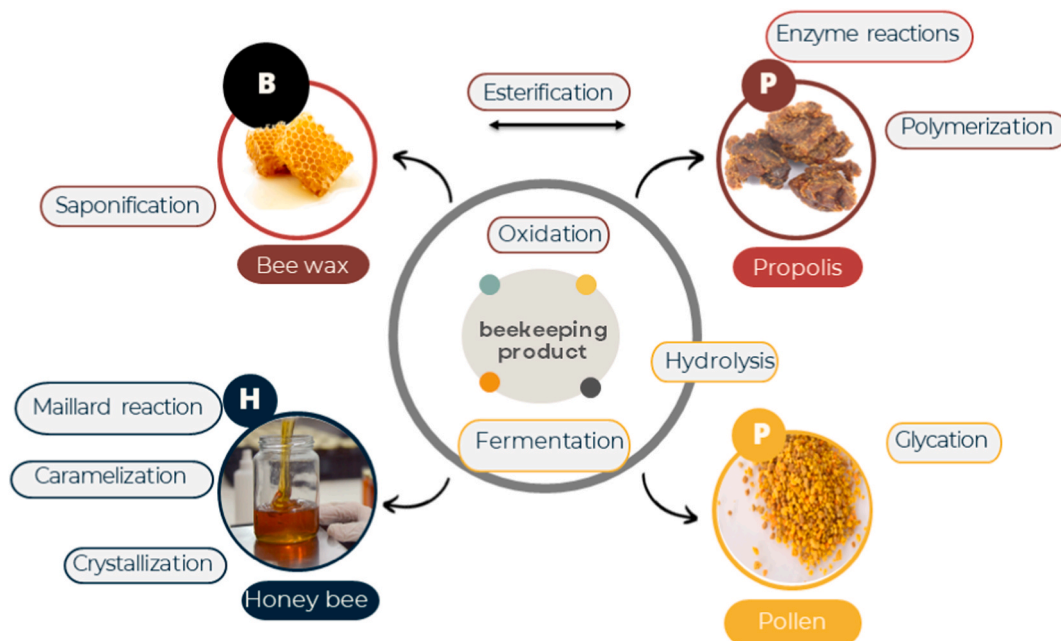 Enzyme reactions
B
P
Esterification
Polymerization
Saponification
Oxidation
Bee wax
Propolis
beekeeping
product
Hydrolysis
Maillard reaction
H
Fermentation
P
Glycation
Caramelization
Crystallization
Honey bee
Pollen